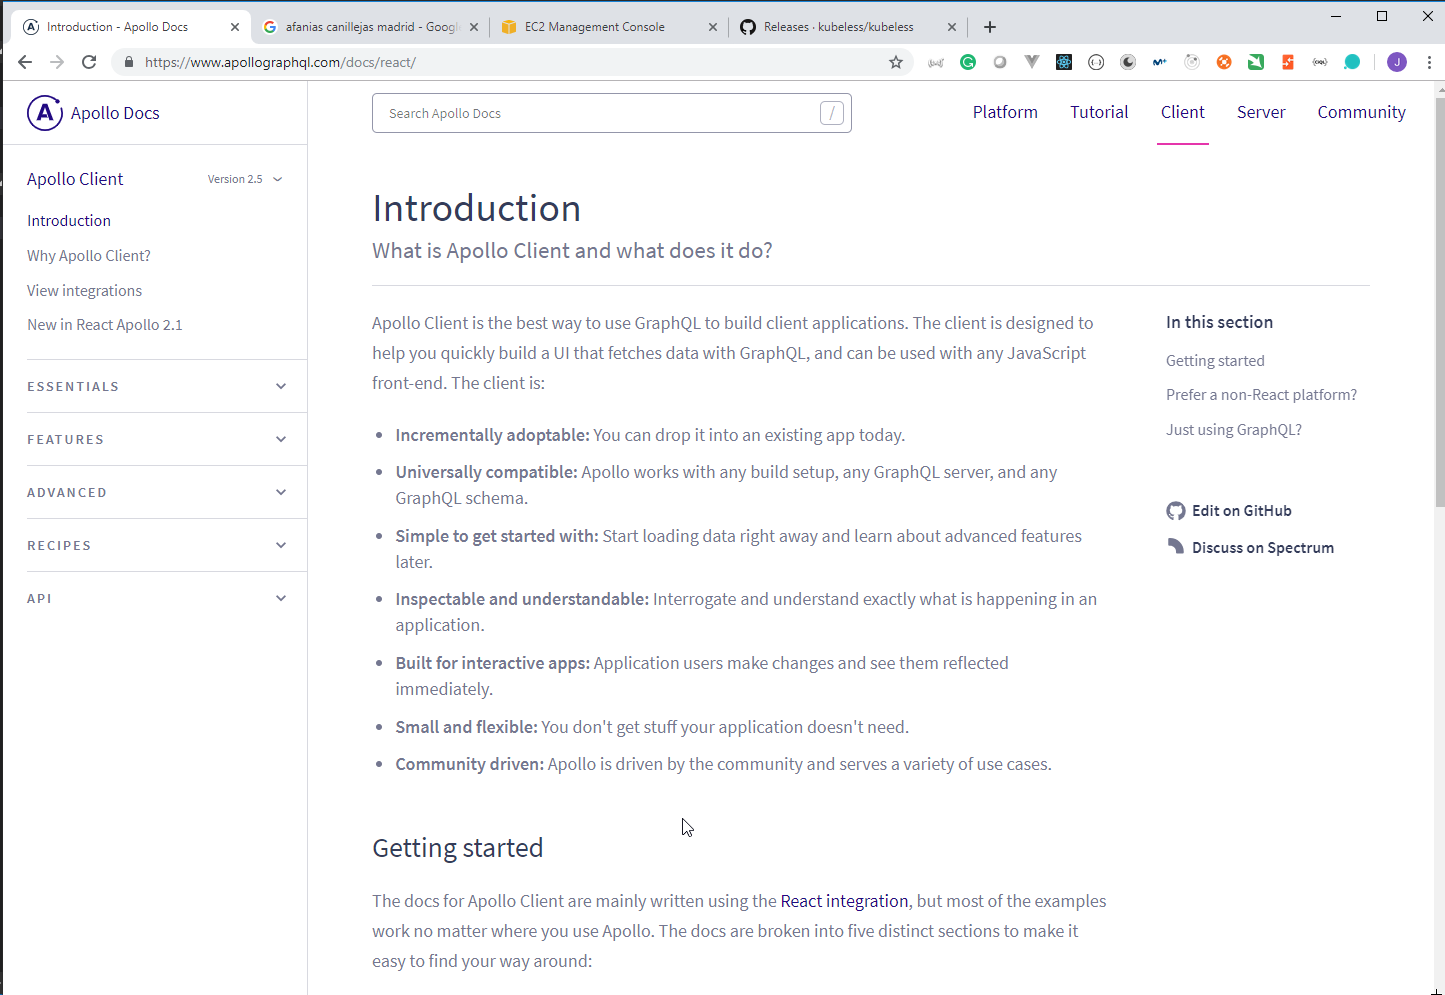 Introduction - Apollo Docs
afanias canillejas madrid - Google
EC2 Management Console
Releases · kubeless/kubeless
https://www.apollographql.com/docs/react/
J
Apollo Docs
Search Apollo Docs
/
Platform
Tutorial
Client
Server
Community
Apollo Client
Version 2.5
Introduction
Why Apollo Client?
View integrations
New in React Apollo 2.1
ESSENTIALS
FEATURES
ADVANCED
RECIPES
API
Introduction
What is Apollo Client and what does it do?
Apollo Client is the best way to use GraphQL to build client applications. The client is designed to
help you quickly build a UI that fetches data with GraphQL, and can be used with any JavaScript
front-end. The client is:
• Incrementally adoptable: You can drop it into an existing app today.
• Universally compatible: Apollo works with any build setup, any GraphQL server, and any
GraphQL schema.
• Simple to get started with: Start loading data right away and learn about advanced features
later.
• Inspectable and understandable: Interrogate and understand exactly what is happening in an
application.
• Built for interactive apps: Application users make changes and see them reflected
immediately.
• Small and flexible: You don't get stuff your application doesn't need.
• Community driven: Apollo is driven by the community and serves a variety of use cases.
Getting started
The docs for Apollo Client are mainly written using the React integration, but most of the examples
work no matter where you use Apollo. The docs are broken into five distinct sections to make it
easy to find your way around:
In this section
Getting started
Prefer a non-React platform?
Just using GraphQL?
Edit on GitHub
Discuss on Spectrum